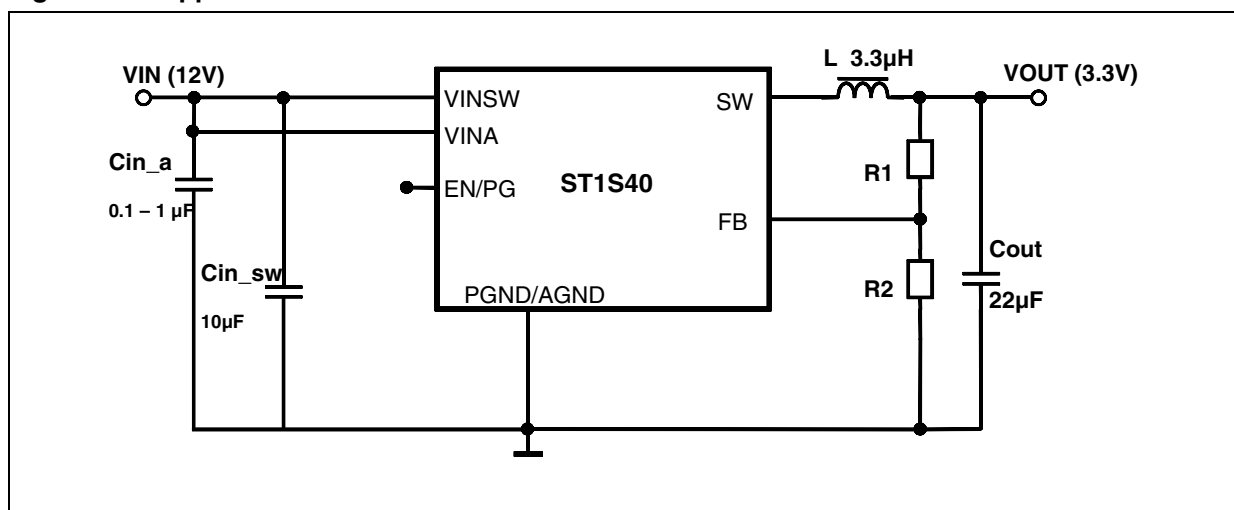 VIN (12V)
VINSW
VINA
EN/PG
Cin_a
0.1 – 1 µF
Cin_sw
10µF
ST1S40
PGND/AGND
SW
FB
L 3.3µH
VOUT (3.3V)
R1
R2
Cout
22µF